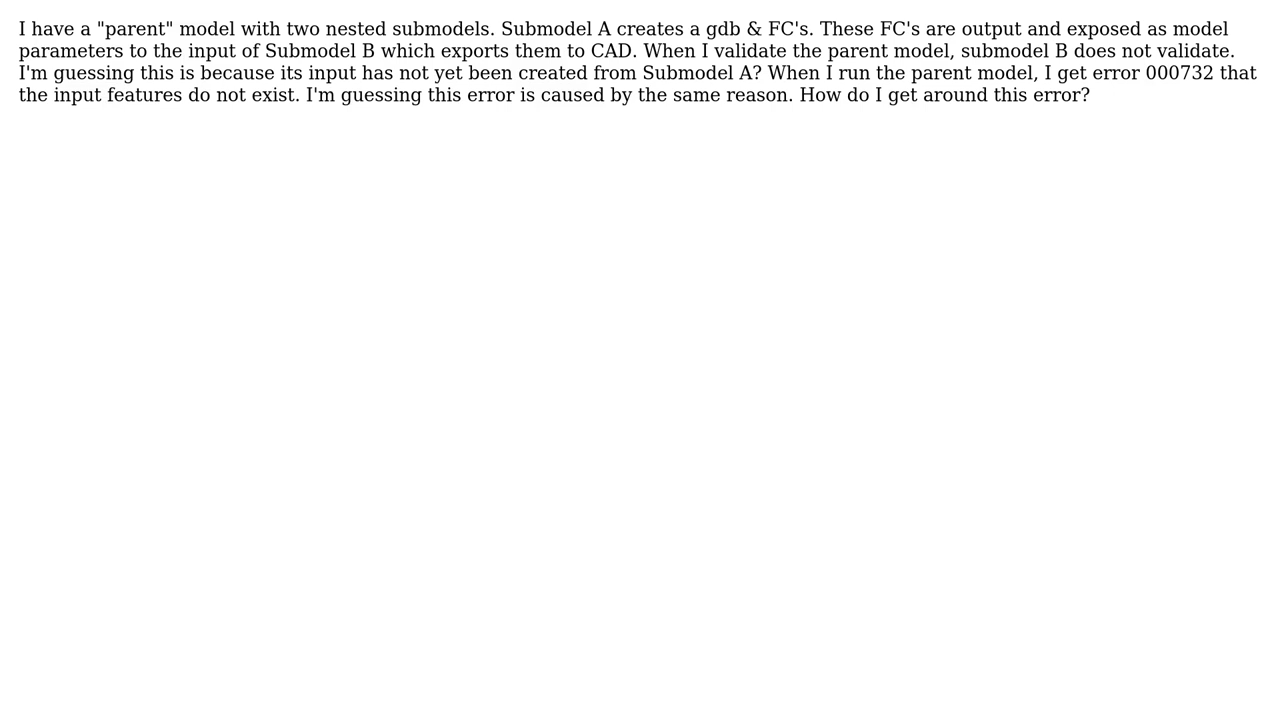 I have a "parent" model with two nested submodels. Submodel A creates a gdb & FC's. These FC's are output and exposed as model
parameters to the input of Submodel B which exports them to CAD. When I validate the parent model, submodel B does not validate.
I'm guessing this is because its input has not yet been created from Submodel A? When I run the parent model, I get error 000732 that
the input features do not exist. I'm guessing this error is caused by the same reason. How do I get around this error?